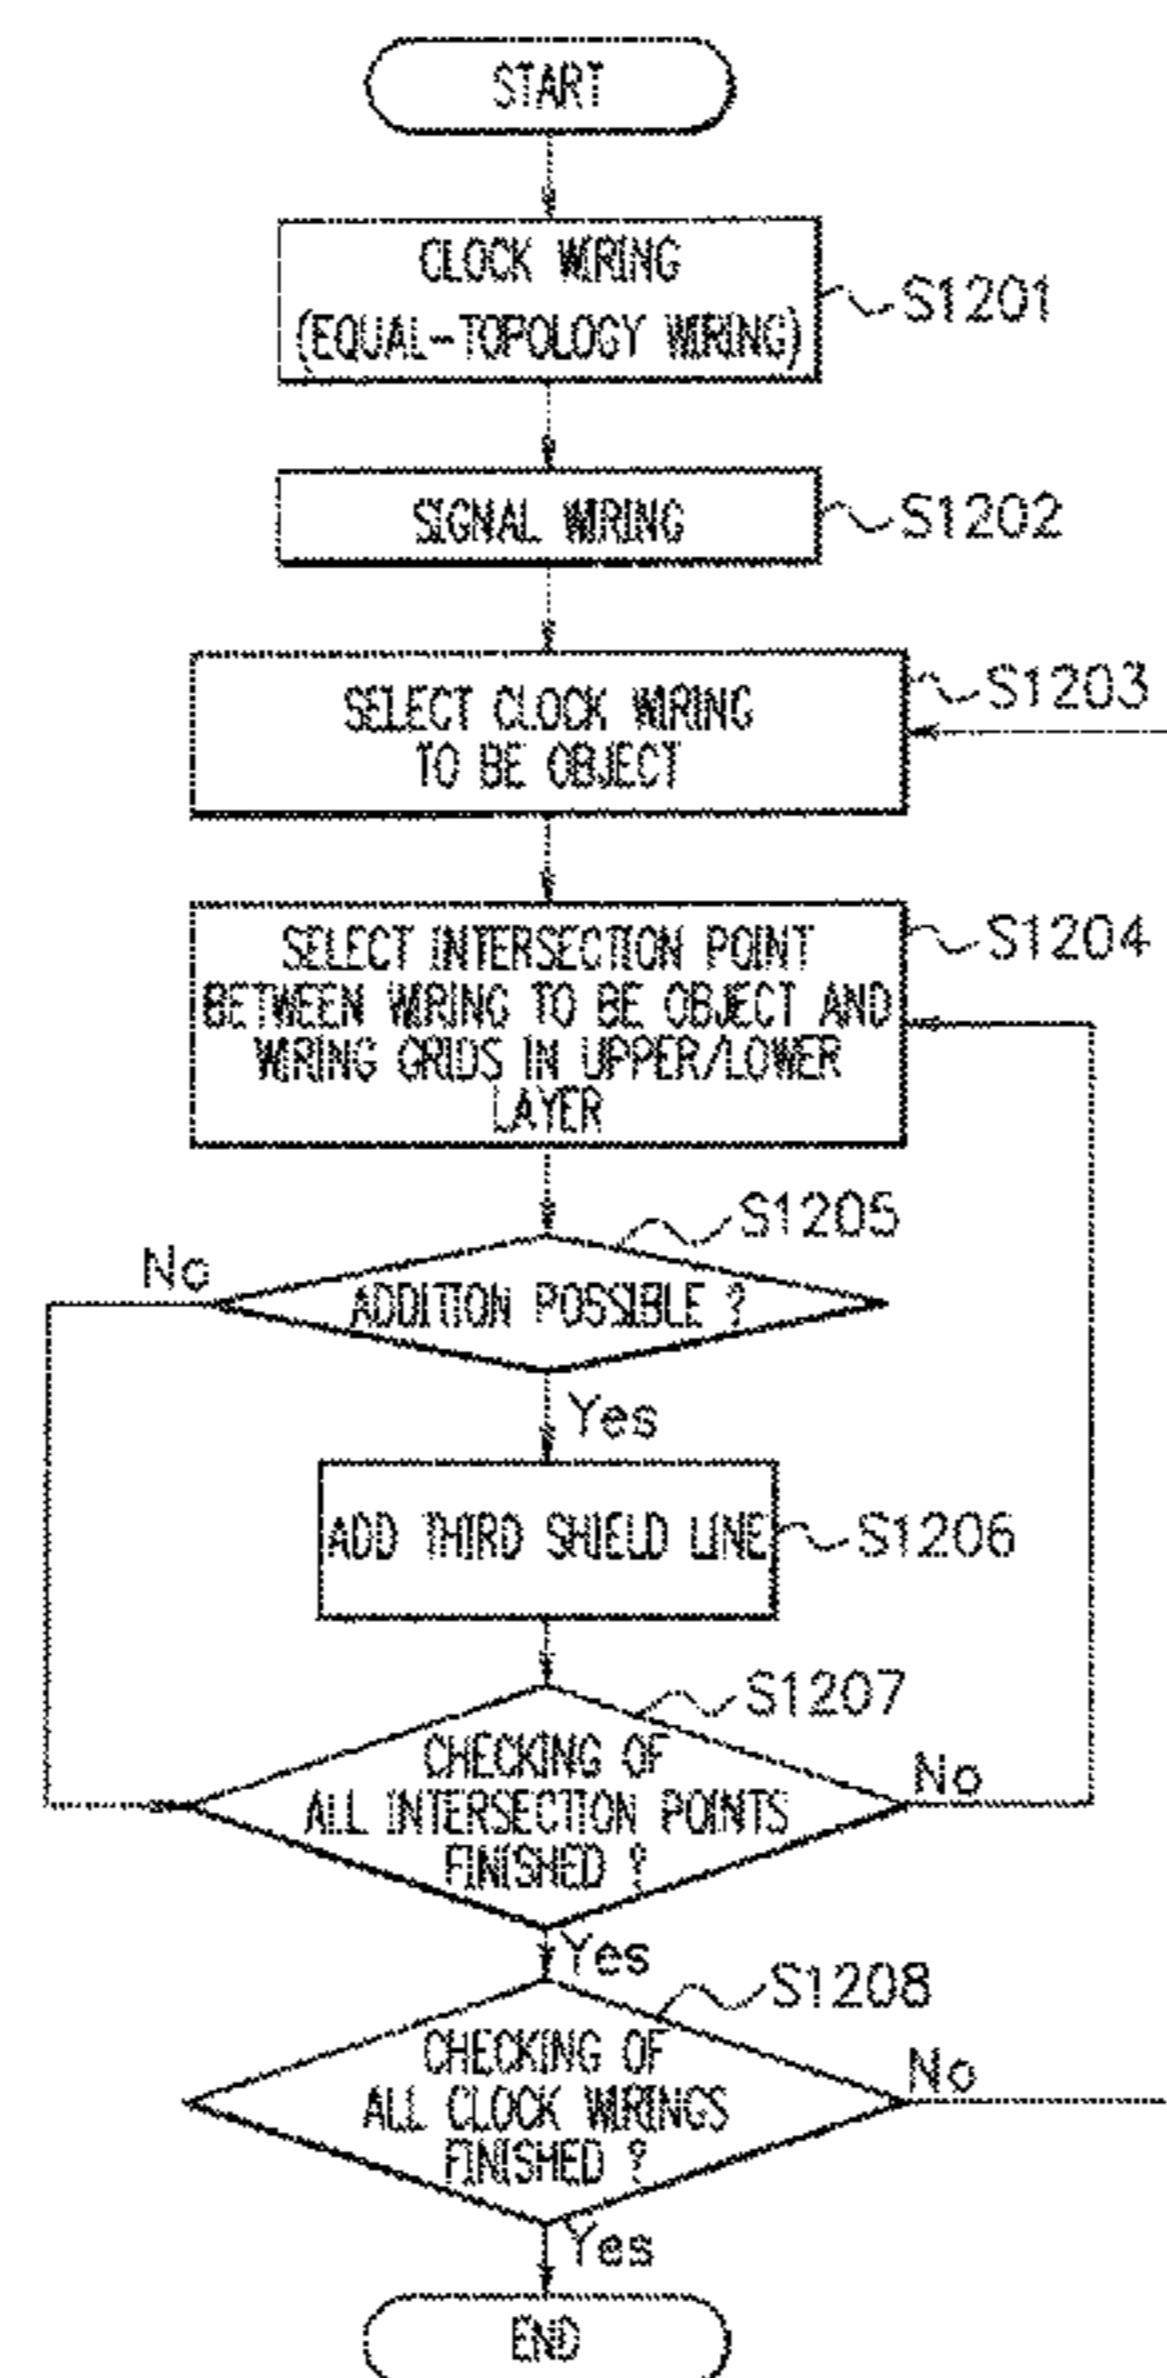 START
CLOCK WIRING
(EQUAL-TOPOLOGY WIRING)
S1201
SIGNAL WIRING
S1202
SELECT CLOCK WIRING
TO BE OBJECT
S1203
SELECT INTERSECTION POINT
BETWEEN WIRING TO BE OBJECT AND
WIRING GRIDS IN UPPER/LOWER
LAYER
S1204
S1205
No
ADDITION POSSIBLE ?
Yes
ADD THIRD SHIELD LINE
S1206
S1207
CHECKING OF
ALL INTERSECTION POINTS
FINISHED ?
No
Yes
S1208
CHECKING OF
ALL CLOCK WIRINGS
FINISHED ?
No
Yes
END